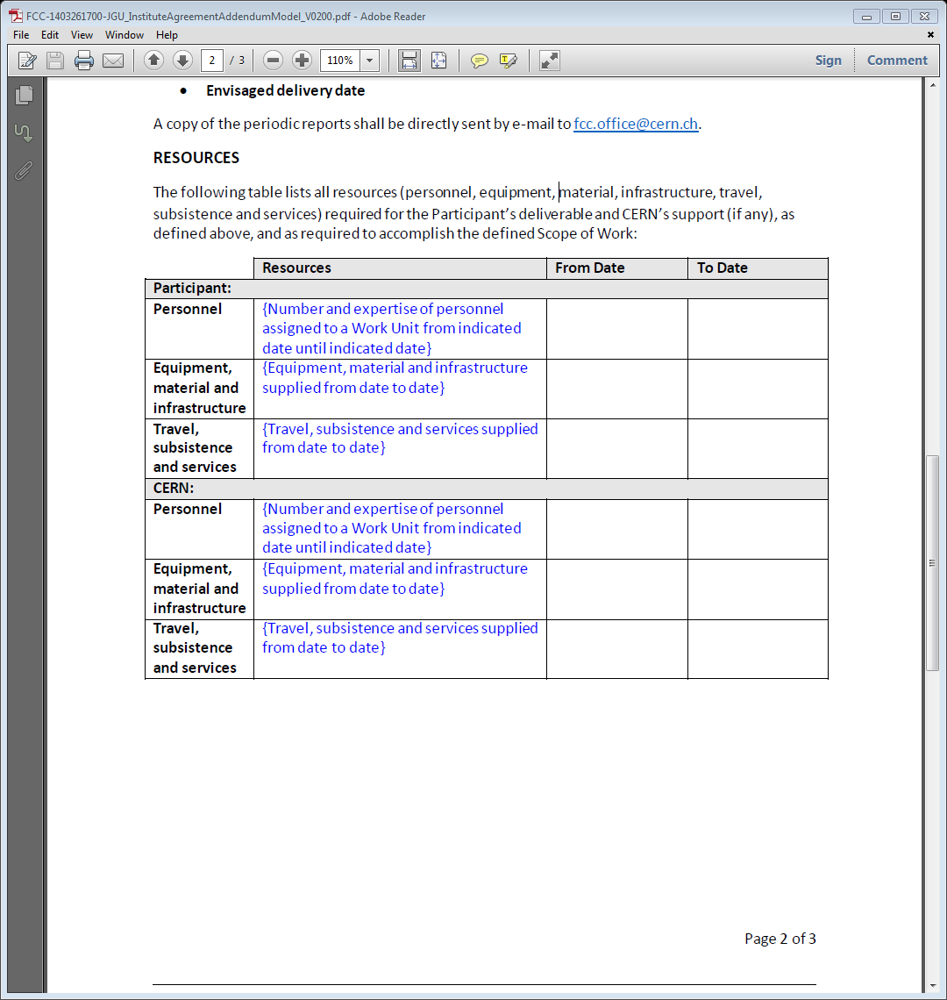 FCC-1403261700-JGU_InstituteAgreementAddendumModel_V0200.pdf - Adobe Reader
File Edit View Window Help
2 / 3 110% Sign Comment
• Envisaged delivery date
A copy of the periodic reports shall be directly sent by e-mail to fcc.office@cern.ch.
RESOURCES
The following table lists all resources (personnel, equipment, material, infrastructure, travel,
subsistence and services) required for the Participant’s deliverable and CERN’s support (if any), as
defined above, and as required to accomplish the defined Scope of Work:
Resources From Date To Date
Participant:
Personnel {Number and expertise of personnel
assigned to a Work Unit from indicated
date until indicated date}
Equipment, {Equipment, material and infrastructure
material and supplied from date to date}
infrastructure
Travel, {Travel, subsistence and services supplied
subsistence from date to date}
and services
CERN:
Personnel {Number and expertise of personnel
assigned to a Work Unit from indicated
date until indicated date}
Equipment, {Equipment, material and infrastructure
material and supplied from date to date}
infrastructure
Travel, {Travel, subsistence and services supplied
subsistence from date to date}
and services
Page 2 of 3